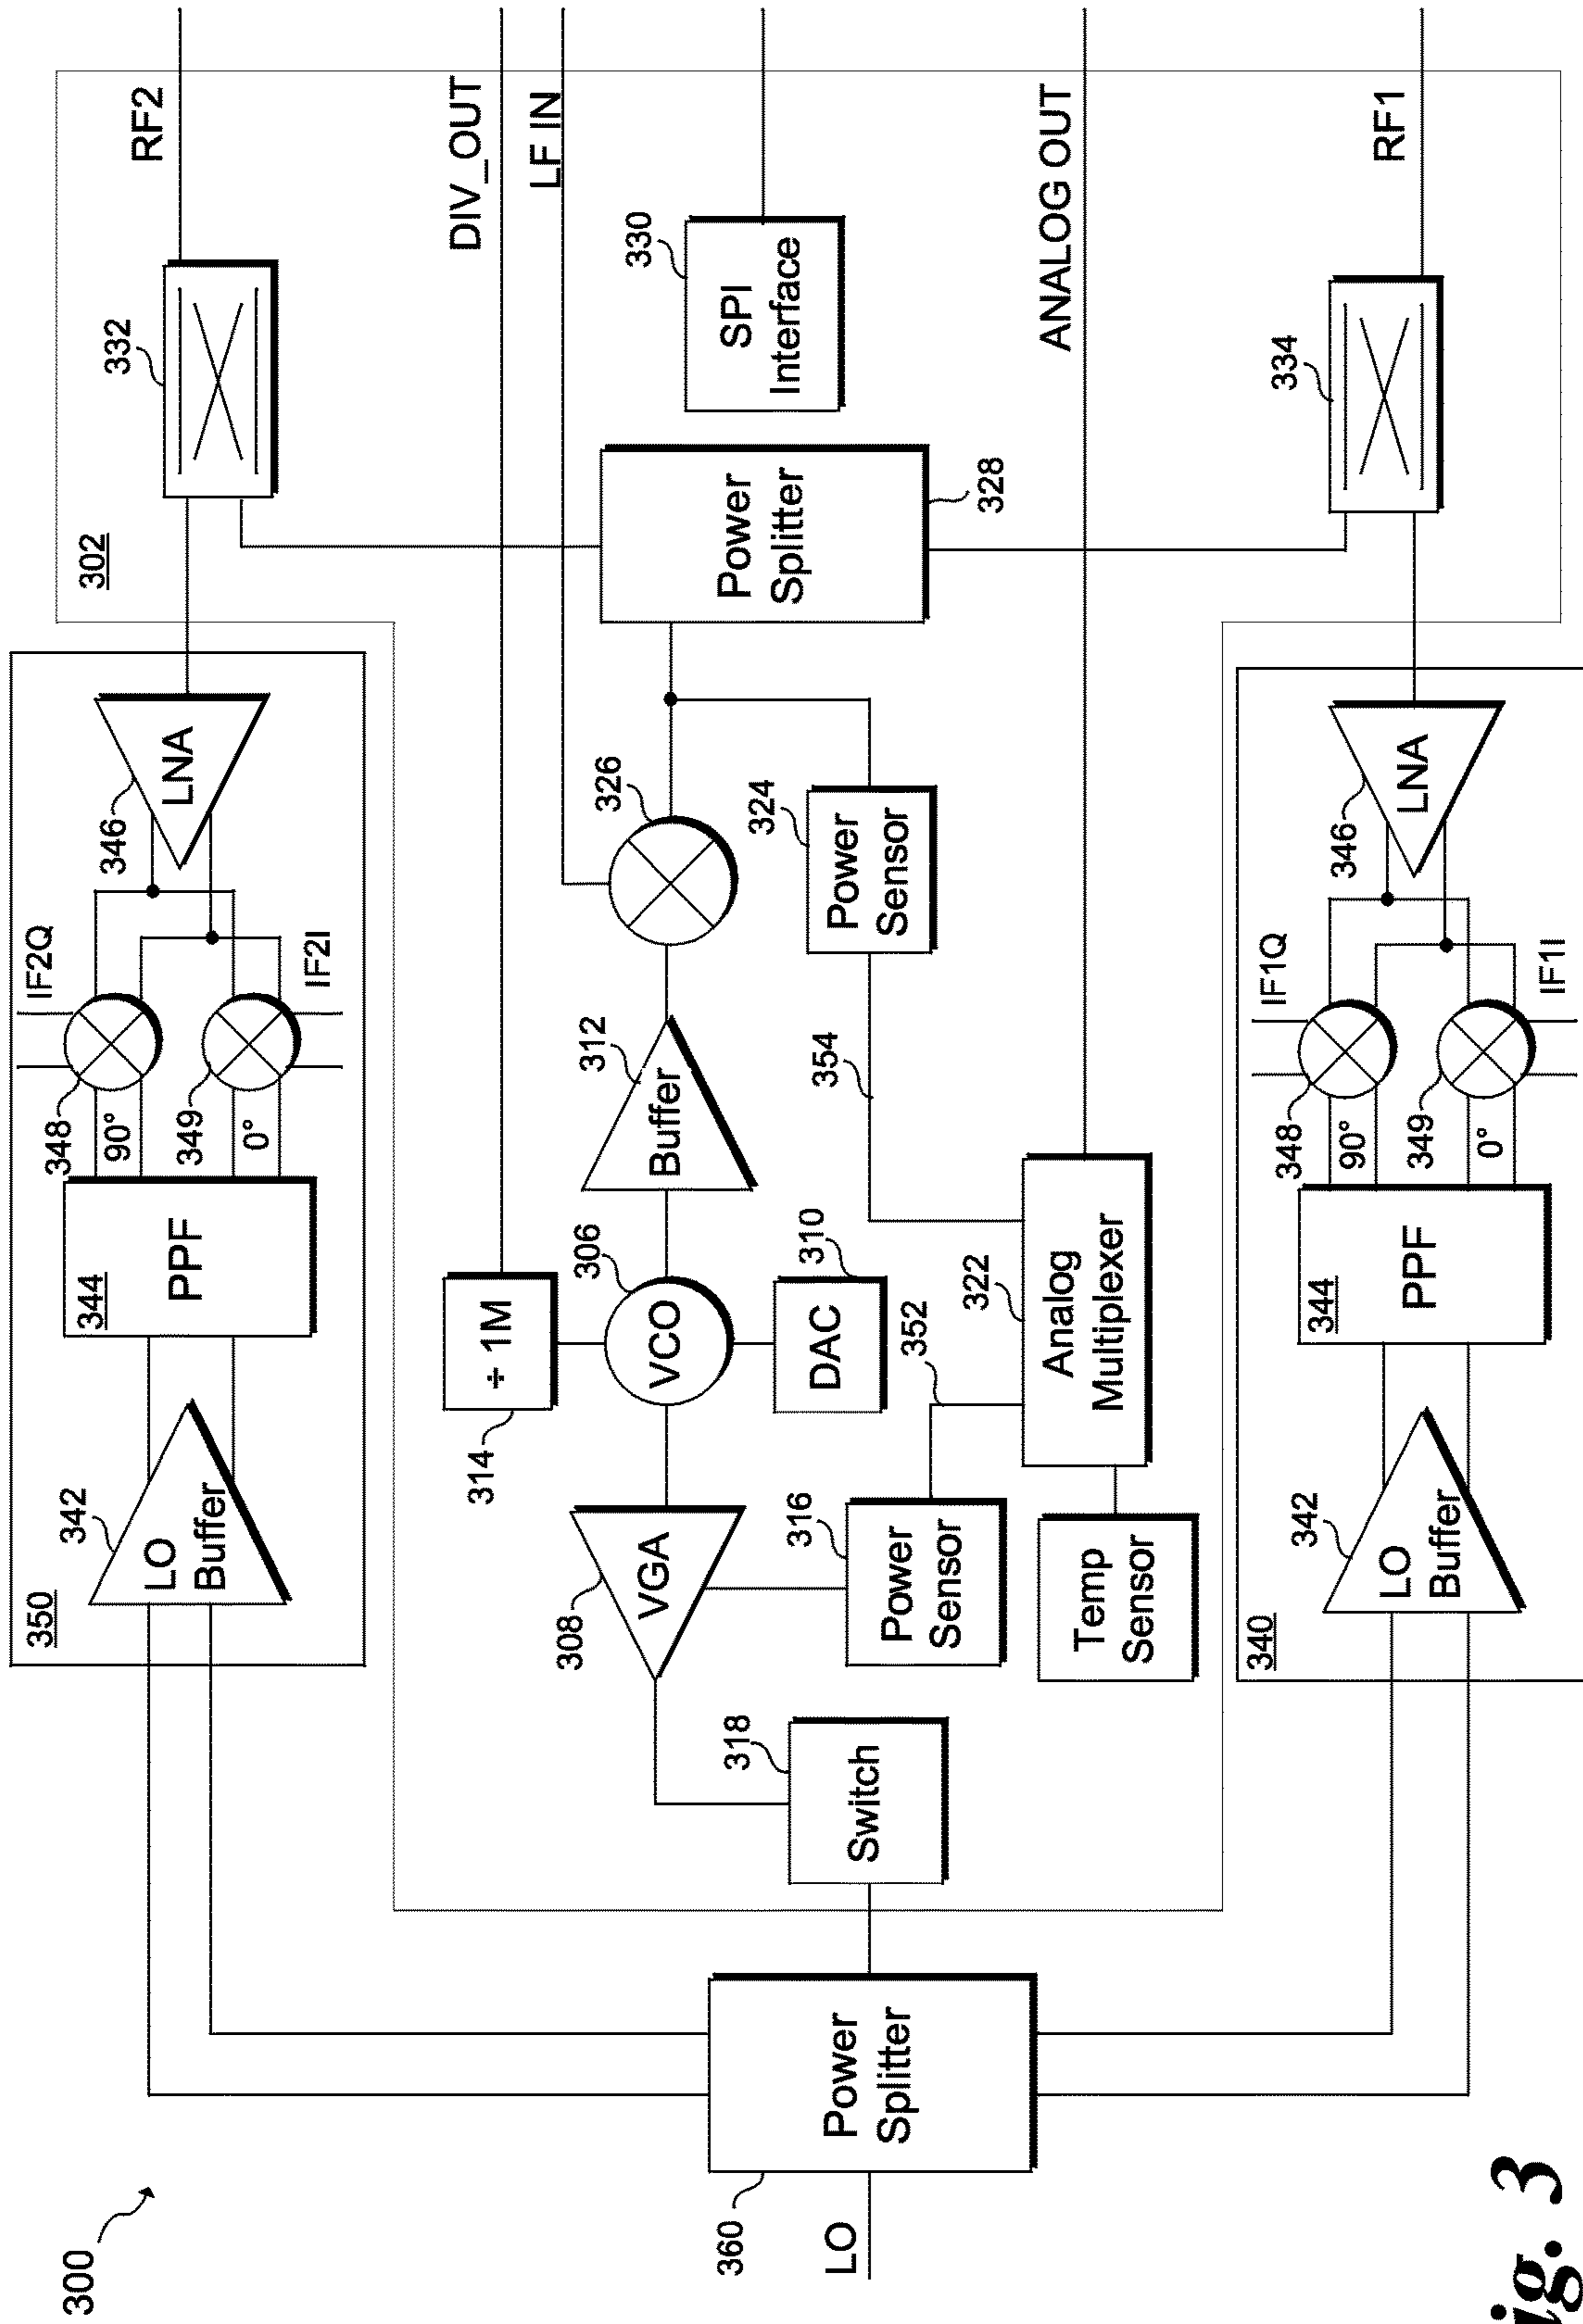 RF2
DIV_OUT
LF IN
ANALOG OUT
RF1
302
332
330
SPI
Interface
334
Power
Splitter
328
LNA
346
IF2Q
IF2I
348
90°
349
0°
344
PPF
342
LO
Buffer
350
326
324
Power
Sensor
312
Buffer
354
306
VCO
310
DAC
÷ 1M
314
352
322
Analog
Multiplexer
VGA
308
316
Power
Sensor
Temp
Sensor
318
Switch
LNA
346
IF1Q
IF1I
348
90°
349
0°
344
PPF
342
LO
Buffer
340
Power
Splitter
360
LO
300
ig. 3